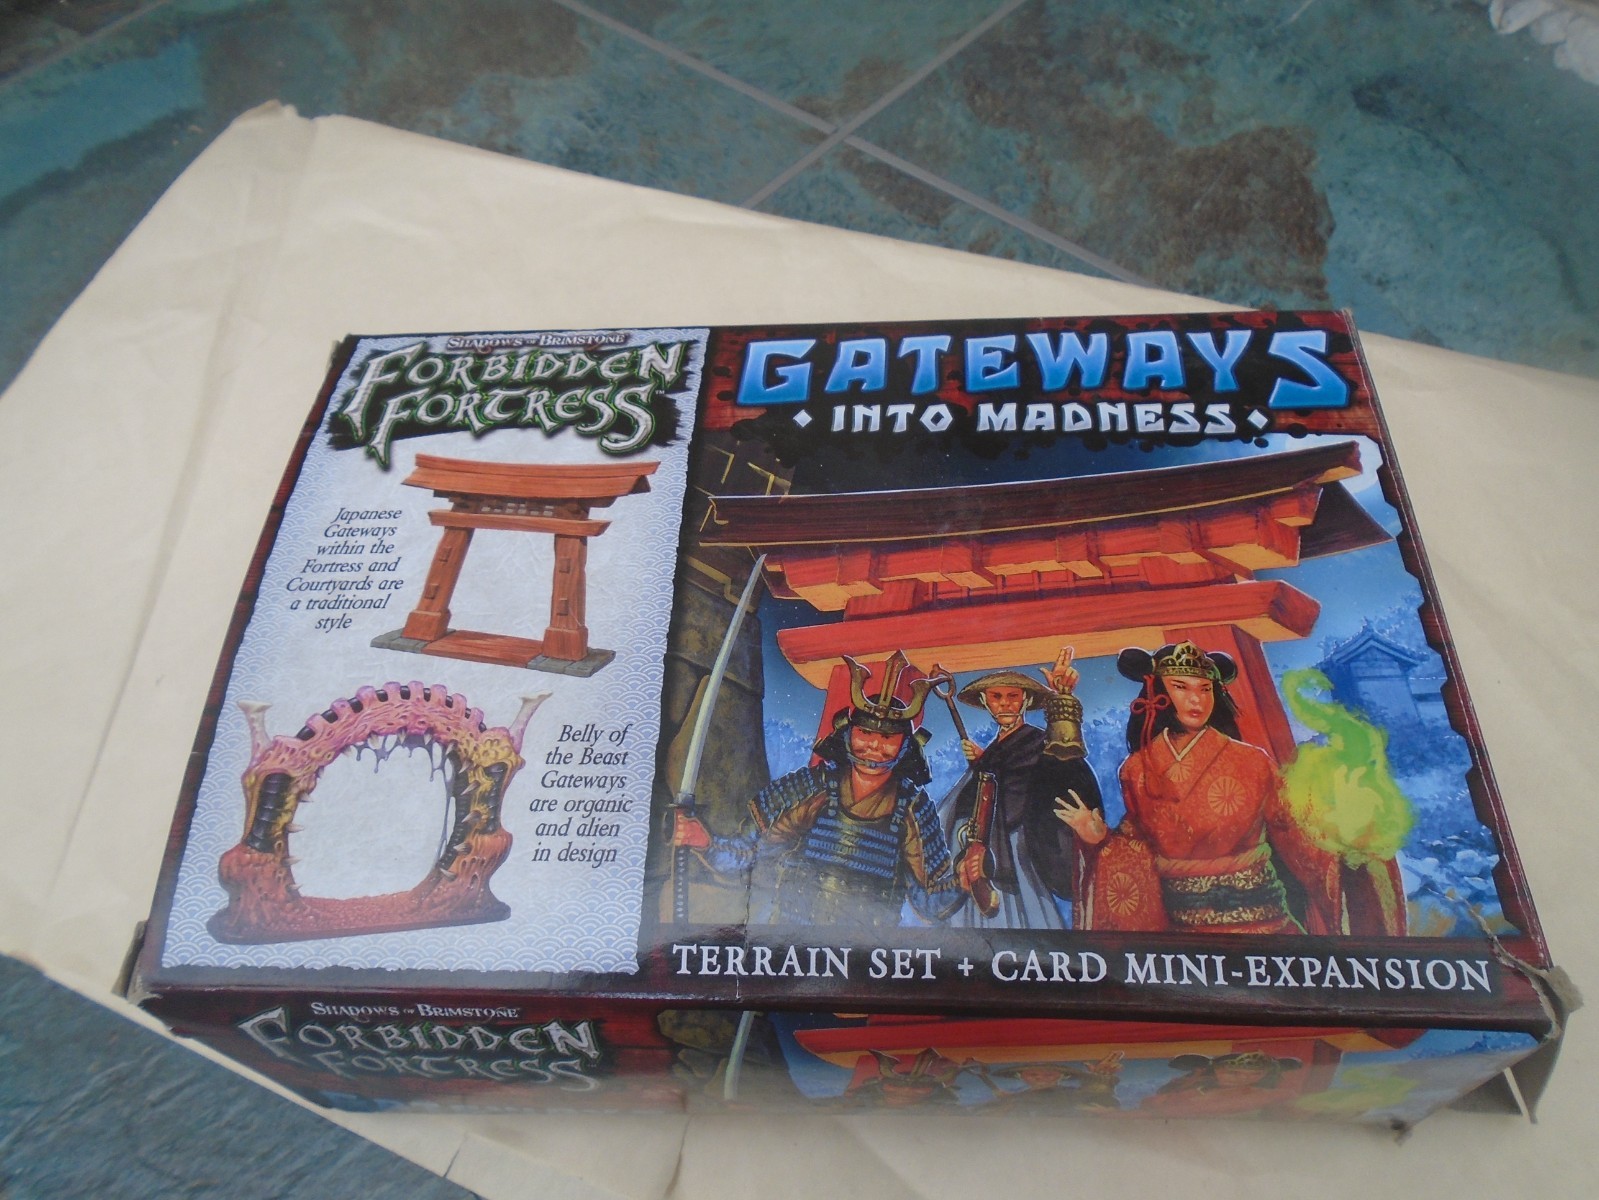 SHADOWS OF BRIMSTONE
FORBIDDEN
FORTRESS™
GATEWAYS
• INTO MADNESS •
Japanese
Gateways
within the
Fortress and
Courtyards are
a traditional
style
Belly of
the Beast
Gateways
are organic
and alien
in design
TERRAIN SET + CARD MINI-EXPANSION
SHADOWS OF BRIMSTONE
FORBIDDEN
FORTRESS